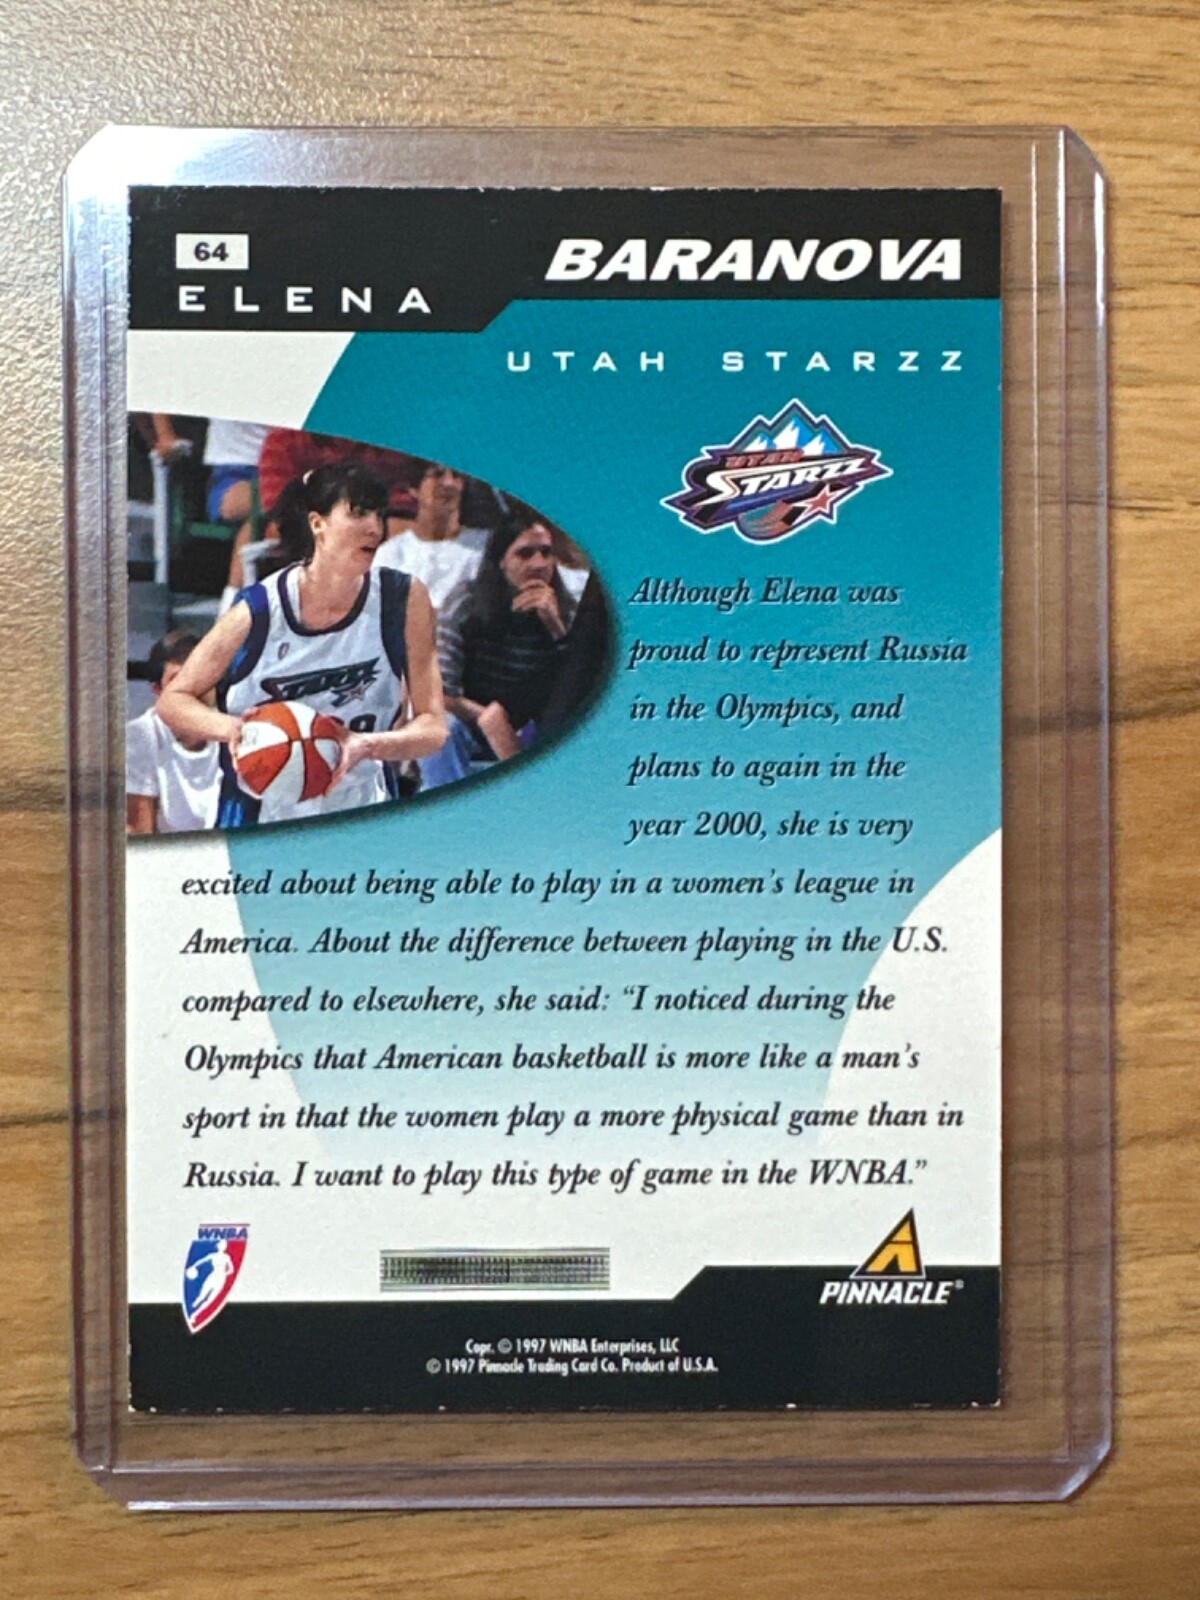 64
BARANOVA
ELENA
UTAH STARZZ
UTAH
STARZZ
STARZZ
Although Elena was
proud to represent Russia
in the Olympics, and
plans to again in the
year 2000, she is very
excited about being able to play in a women's league in
America. About the difference between playing in the U.S.
compared to elsewhere, she said: “I noticed during the
Olympics that American basketball is more like a man's
sport in that the women play a more physical game than in
Russia. I want to play this type of game in the WNBA.”
WNBA
PINNACLE®
Copr. © 1997 WNBA Enterprises, LLC
© 1997 Pinnacle Trading Card Co. Product of U.S.A.